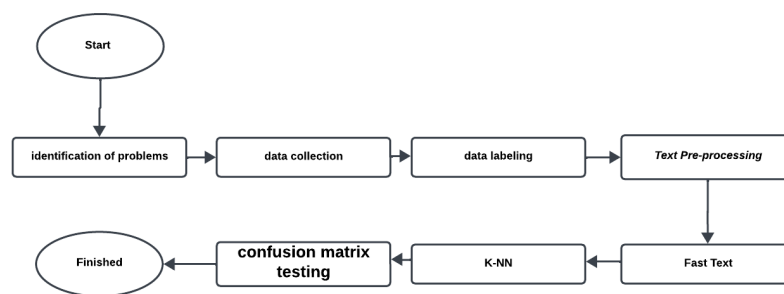 Start
identification of problems
data collection
data labeling
Text Pre-processing
Fast Text
K-NN
confusion matrix
testing
Finished